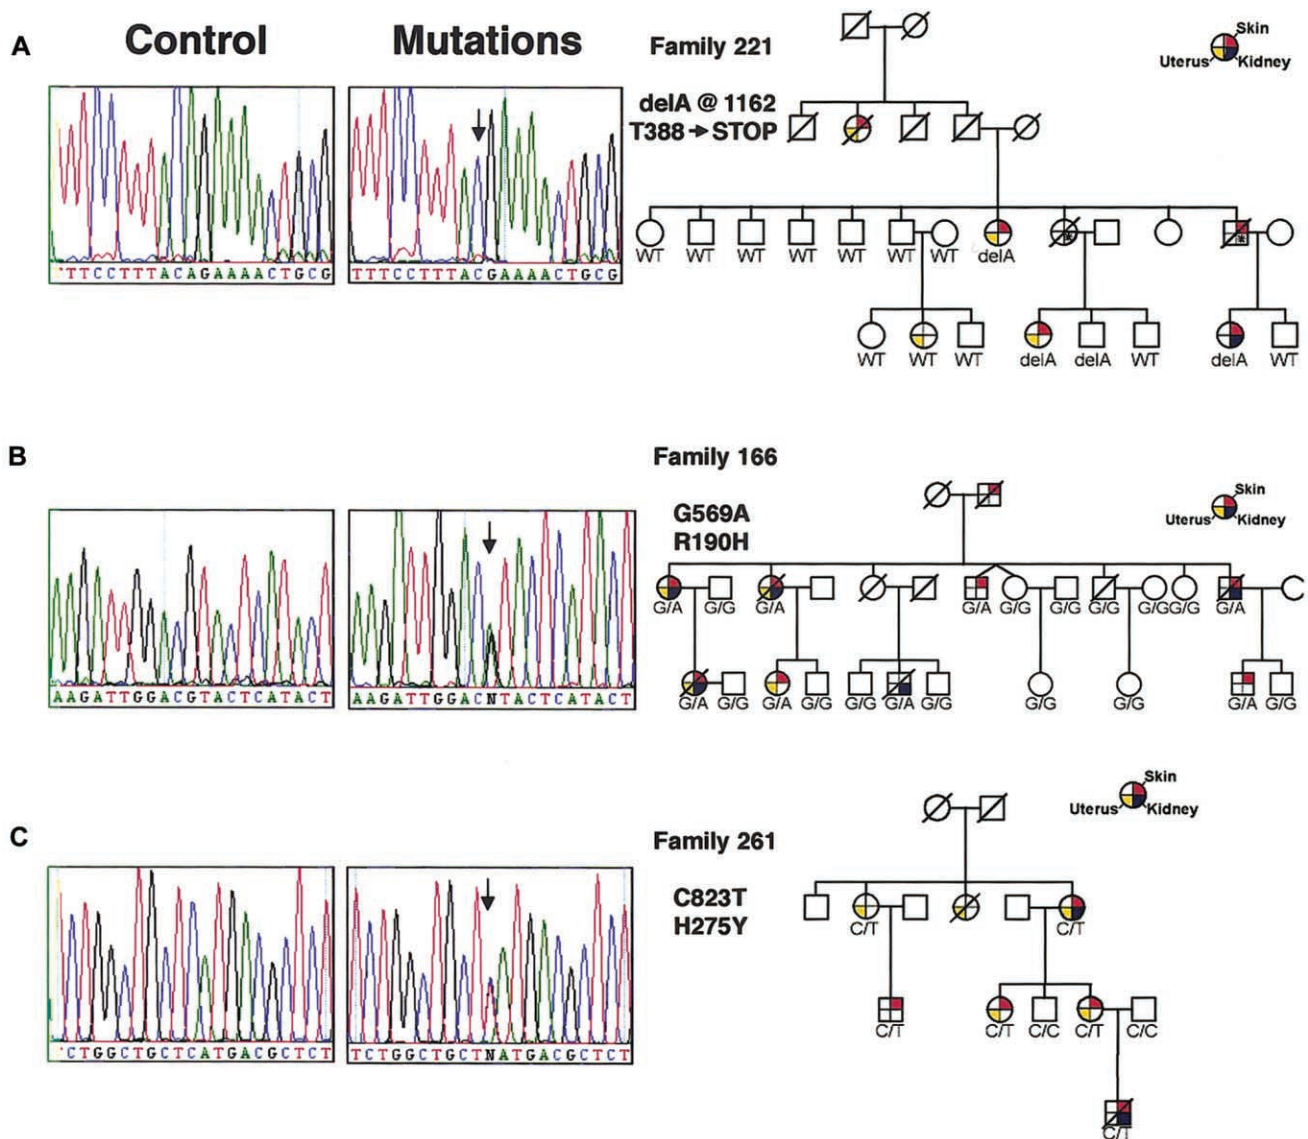 A
Control
Mutations
Family 221
Skin
Uterus
Kidney
delA @ 1162
T388 → STOP
TTCCTTTACAGAAAACTGCG
TTTCCTTTACGAAAACTGCG
WT WT WT WT WT WT WT delA
*
*
WT WT WT delA delA WT delA WT
B
Family 166
Skin
Uterus
Kidney
G569A
R190H
AAGATTGGACGTACTCATACT
AAGATTGGACNTACTCATACT
G/A G/G G/A G/A G/G G/G G/G G/GG/G G/A
G/A G/G G/A G/G G/G G/A G/G G/G G/G G/A G/G
C
Family 261
Skin
Uterus
Kidney
C823T
H275Y
CTGGCTGCTCATGACGCTCT
TCTGGCTGCTNATGACGCTCT
C/T C/T
C/T C/T C/C C/T C/C
C/T